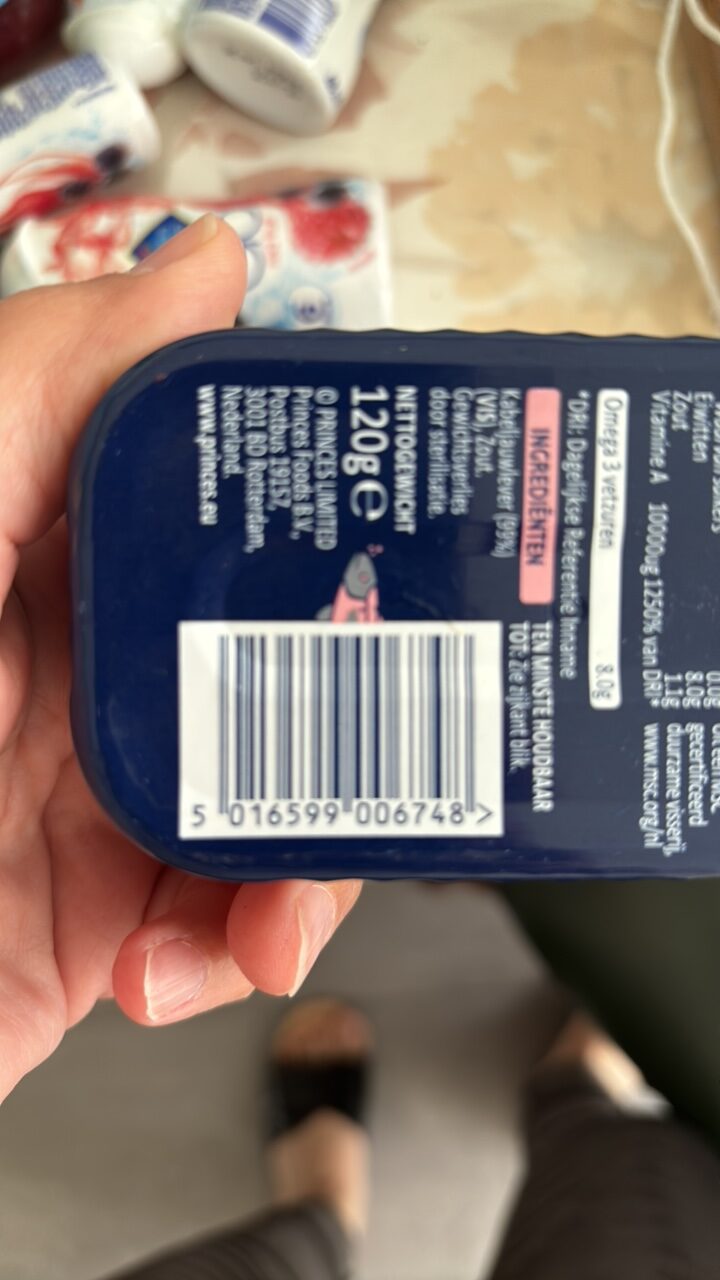 Eiwitten 8.0g
Zout 1.1g
Vitamine A 10000ug 1250% van DRI*
Omega 3 vetzuren 8.0g
*DRI: Dagelijkse Referentie Inname
gecertificeerd
duurzame visserij.
www.msc.org/nl
INGREDIËNTEN
Kabeljauwlever (99%)
(VIS), Zout.
Gewichtsverlies
door sterilisatie.
TEN MINSTE HOUDBAAR
TOT: Zie zijkant blik.
NETTOGEWICHT
120g e
© PRINCES LIMITED
Princes Foods B.V.,
Postbus 19157,
3001 BD Rotterdam,
Nederland.
www.princes.eu
5 016599 006748 >